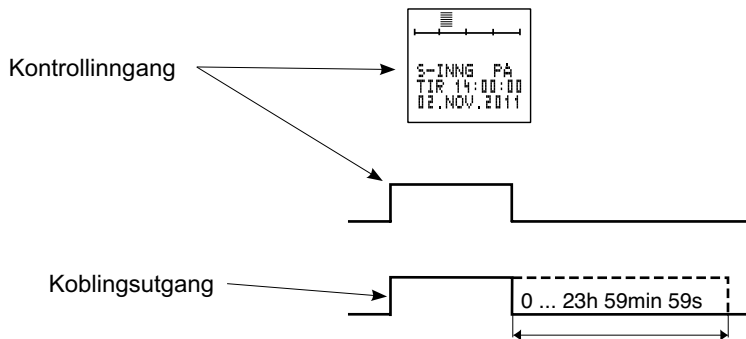 Kontrollinngang
S-INNG PÅ
TIR 14:00:00
02.NOV.2011
Koblingsutgang
0 ... 23h 59min 59s